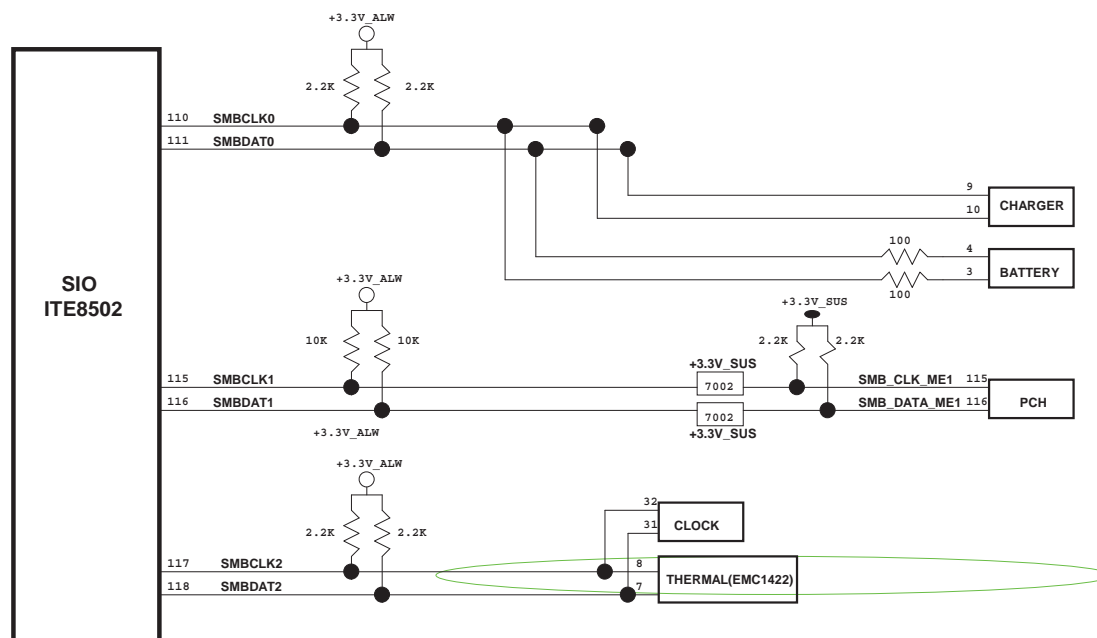 +3.3V_ALW
2.2K 2.2K
110 SMBCLK0
111 SMBDAT0
9
10
CHARGER
100
4
3
BATTERY
100
SIO
ITE8502
+3.3V_ALW
10K 10K
+3.3V_SUS
2.2K 2.2K
+3.3V_SUS
115 SMBCLK1
7002
SMB_CLK_ME1 115
116 SMBDAT1
7002
SMB_DATA_ME1 116
PCH
+3.3V_SUS
+3.3V_ALW
+3.3V_ALW
2.2K 2.2K
32
31
CLOCK
117 SMBCLK2
8
118 SMBDAT2
7
THERMAL(EMC1422)